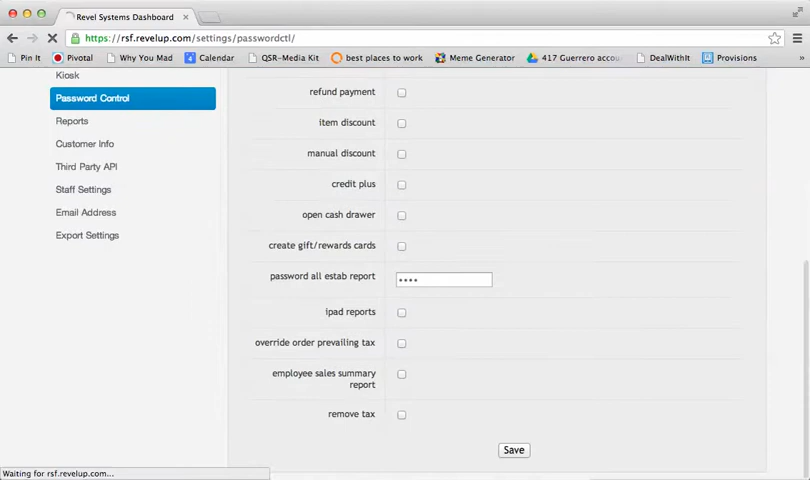 Revel Systems Dashboard
https://rsf.revelup.com/settings/passwordctl/
Pin It Pivotal Why You Mad 4 Calendar QSR-Media Kit best places to work Meme Generator 417 Guerrero accou DealWithIt Provisions »
Kiosk
Password Control
Reports
Customer Info
Third Party API
Staff Settings
Email Address
Export Settings
refund payment
item discount
manual discount
credit plus
open cash drawer
create gift/rewards cards
password all estab report ••••
ipad reports
override order prevailing tax
employee sales summary
report
remove tax
Save
Waiting for rsf.revelup.com...